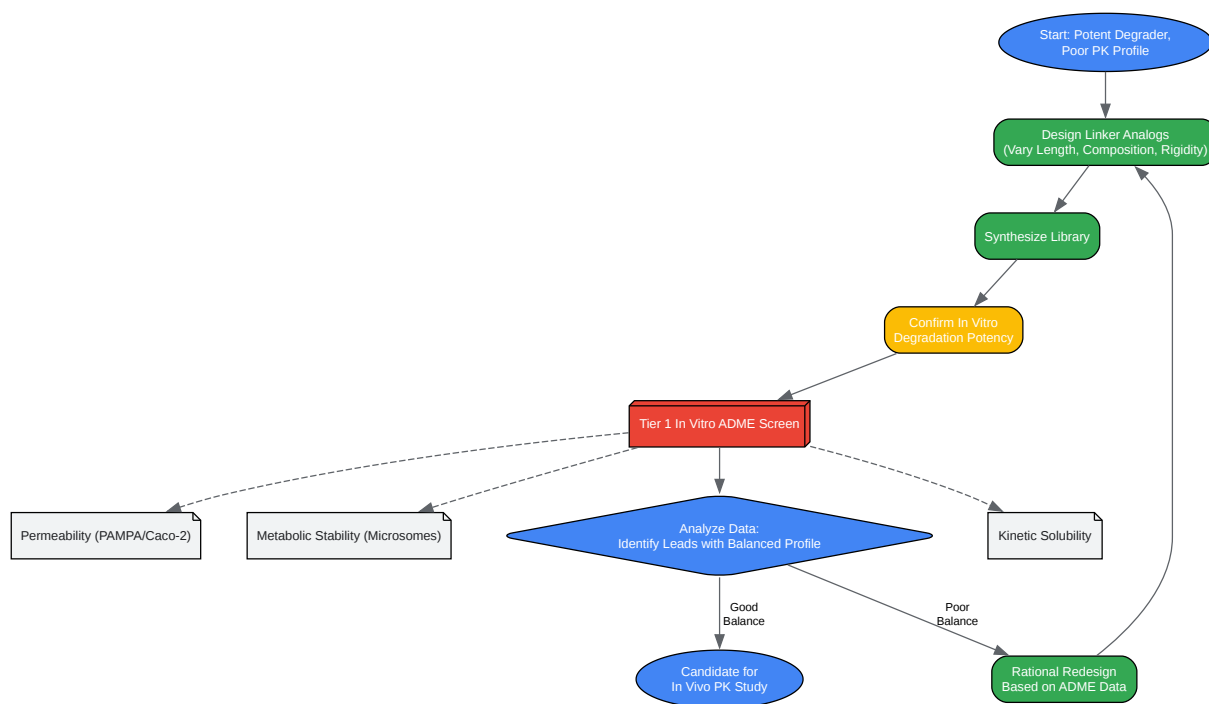 Start: Potent Degrader,
Poor PK Profile
Design Linker Analogs
(Vary Length, Composition, Rigidity)
Synthesize Library
Confirm In Vitro
Degradation Potency
Tier 1 In Vitro ADME Screen
Permeability (PAMPA/Caco-2)
Metabolic Stability (Microsomes)
Analyze Data:
Identify Leads with Balanced Profile
Kinetic Solubility
Good
Balance
Poor
Balance
Candidate for
In Vivo PK Study
Rational Redesign
Based on ADME Data